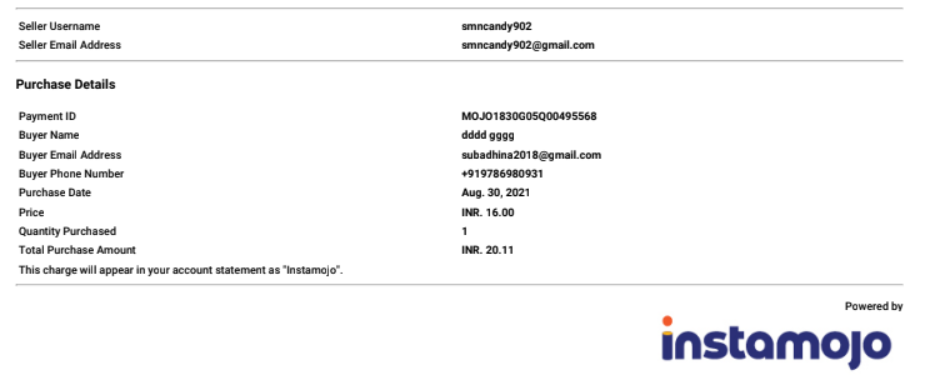 Seller Username smncandy902
Seller Email Address smncandy902@gmail.com
Purchase Details
Payment ID MOJO1830G05Q00495568
Buyer Name dddd gggg
Buyer Email Address subadhina2018@gmail.com
Buyer Phone Number +919786980931
Purchase Date Aug. 30, 2021
Price INR. 16.00
Quantity Purchased 1
Total Purchase Amount INR. 20.11
This charge will appear in your account statement as "Instamojo".
Powered by
instamojo